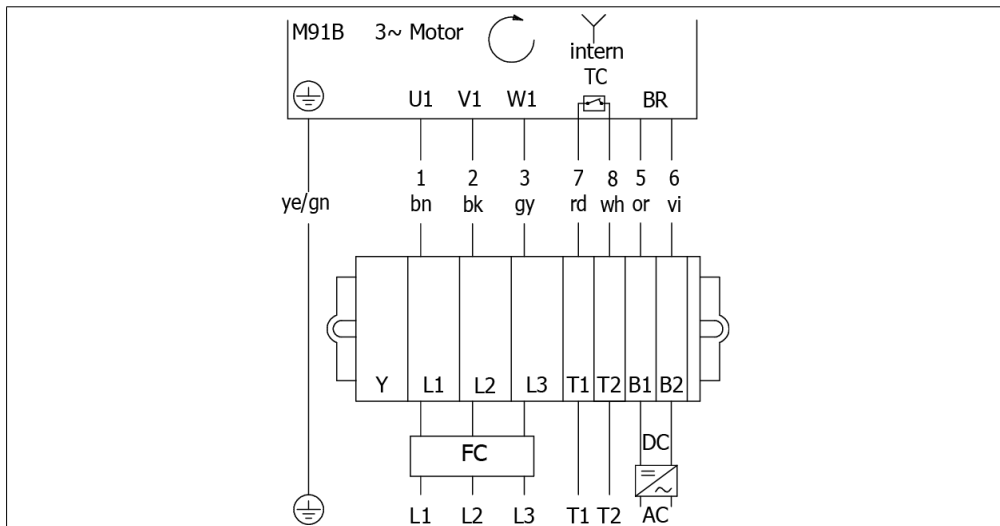 M91B 3~ Motor
intern
TC
U1 V1 W1 BR
1 2 3 7 8 5 6
ye/gn bn bk gy rd wh or vi
Y L1 L2 L3 T1 T2 B1 B2
FC DC
L1 L2 L3 T1 T2 AC